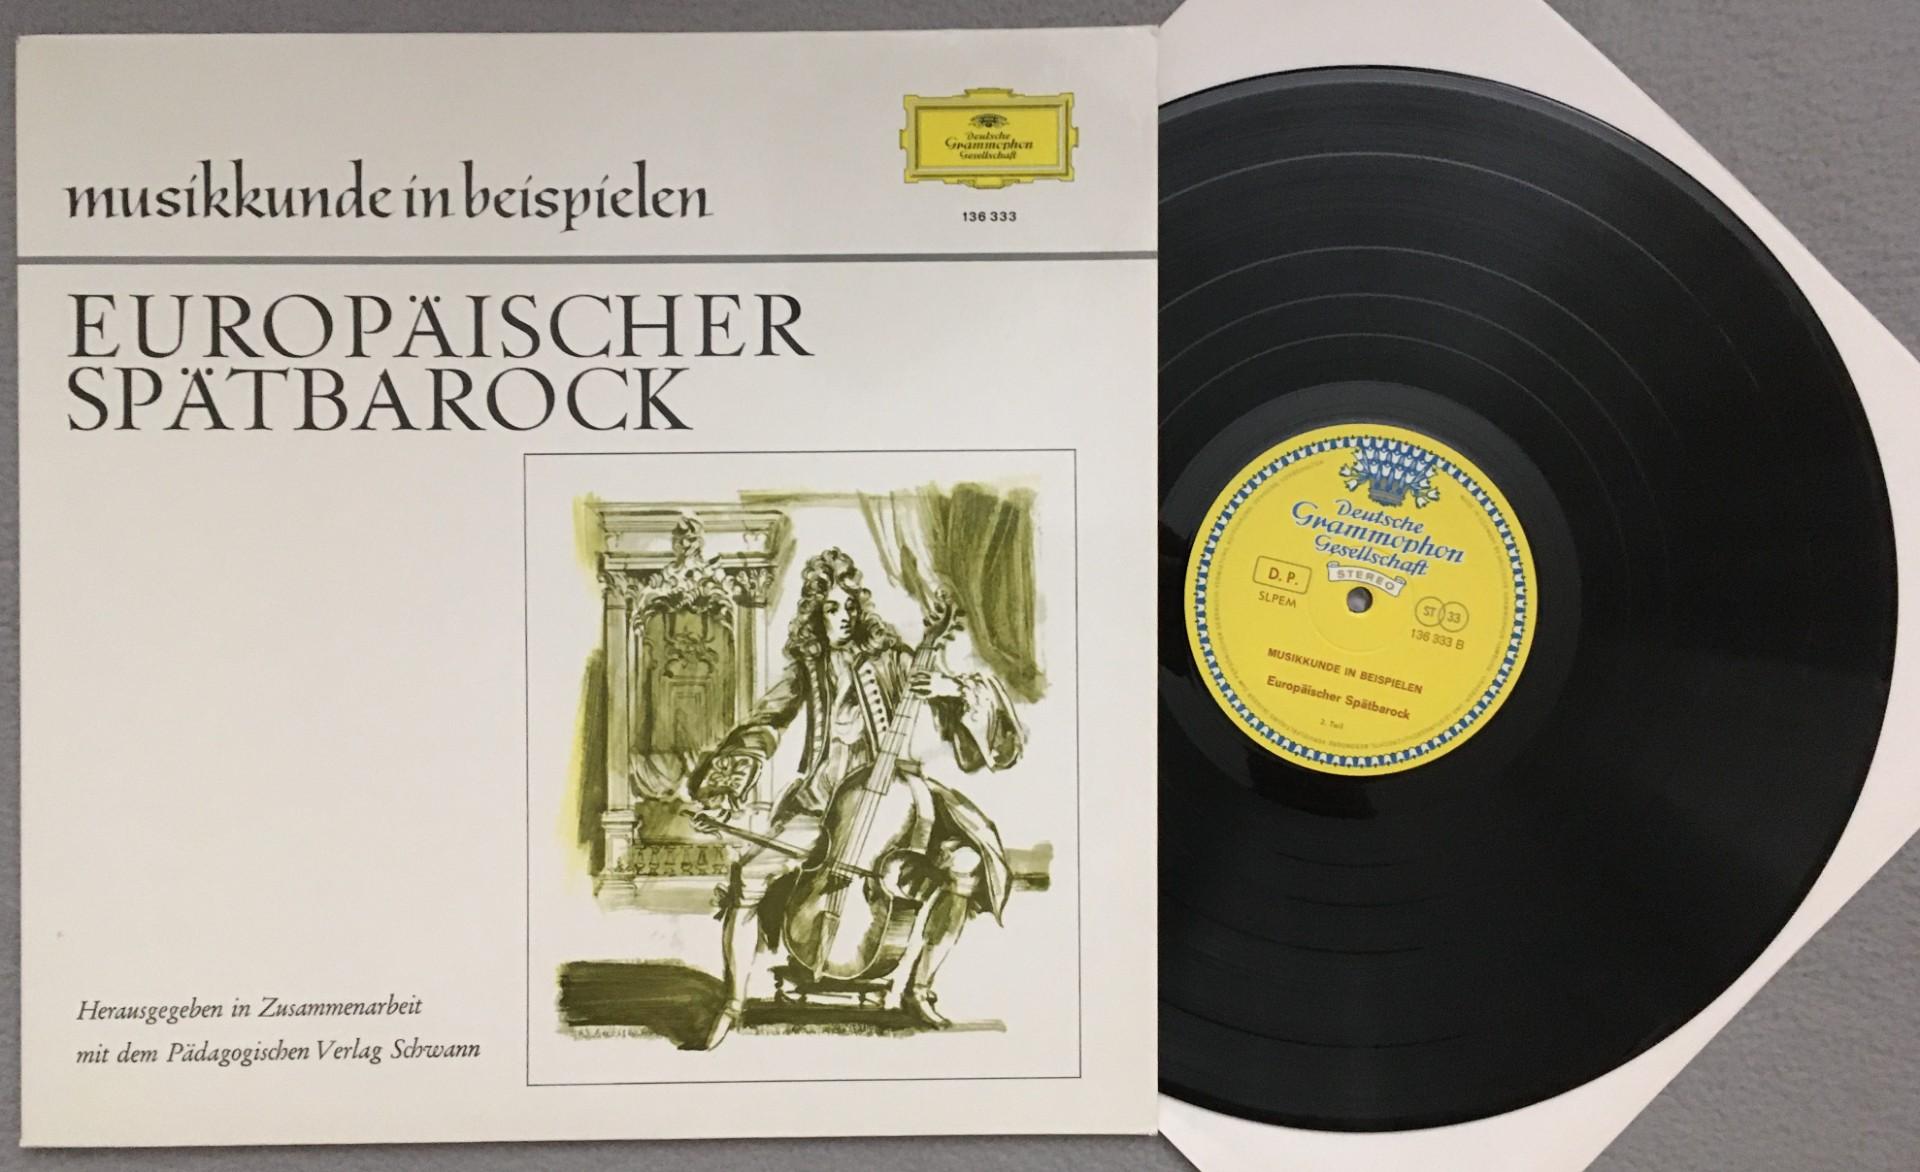 Deutsche
Grammophon
Gesellschaft
136 333
musikkunde in beispielen
EUROPÄISCHER
SPÄTBAROCK
Herausgegeben in Zusammenarbeit
mit dem Pädagogischen Verlag Schwann
Deutsche
Grammophon
Gesellschaft
STEREO
D. P.
SLPEM
ST 33
136 333 B
MUSIKKUNDE IN BEISPIELEN
Europäischer Spätbarock
2. Teil